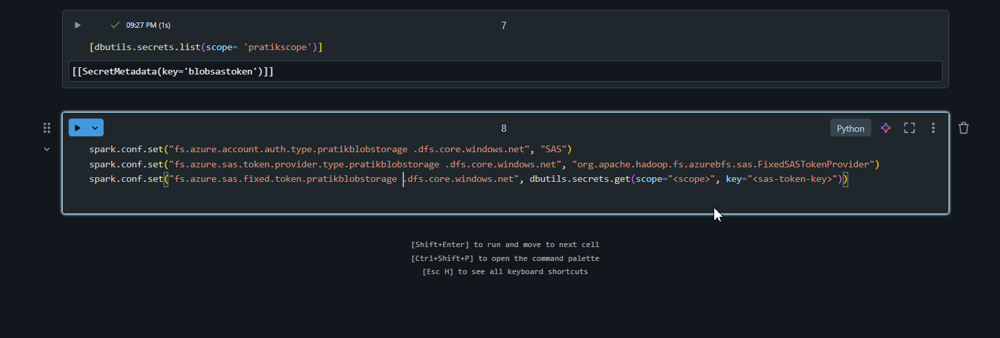 09:27 PM (1s)
7
[dbutils.secrets.list(scope= 'pratikscope')]
[[SecretMetadata(key='blobsastoken')]]
8
Python
spark.conf.set("fs.azure.account.auth.type.pratikblobstorage .dfs.core.windows.net", "SAS")
spark.conf.set("fs.azure.sas.token.provider.type.pratikblobstorage .dfs.core.windows.net", "org.apache.hadoop.fs.azurebfs.sas.FixedSASTokenProvider")
spark.conf.set("fs.azure.sas.fixed.token.pratikblobstorage .dfs.core.windows.net", dbutils.secrets.get(scope="<scope>", key="<sas-token-key>"))
[Shift+Enter] to run and move to next cell
[Ctrl+Shift+P] to open the command palette
[Esc H] to see all keyboard shortcuts